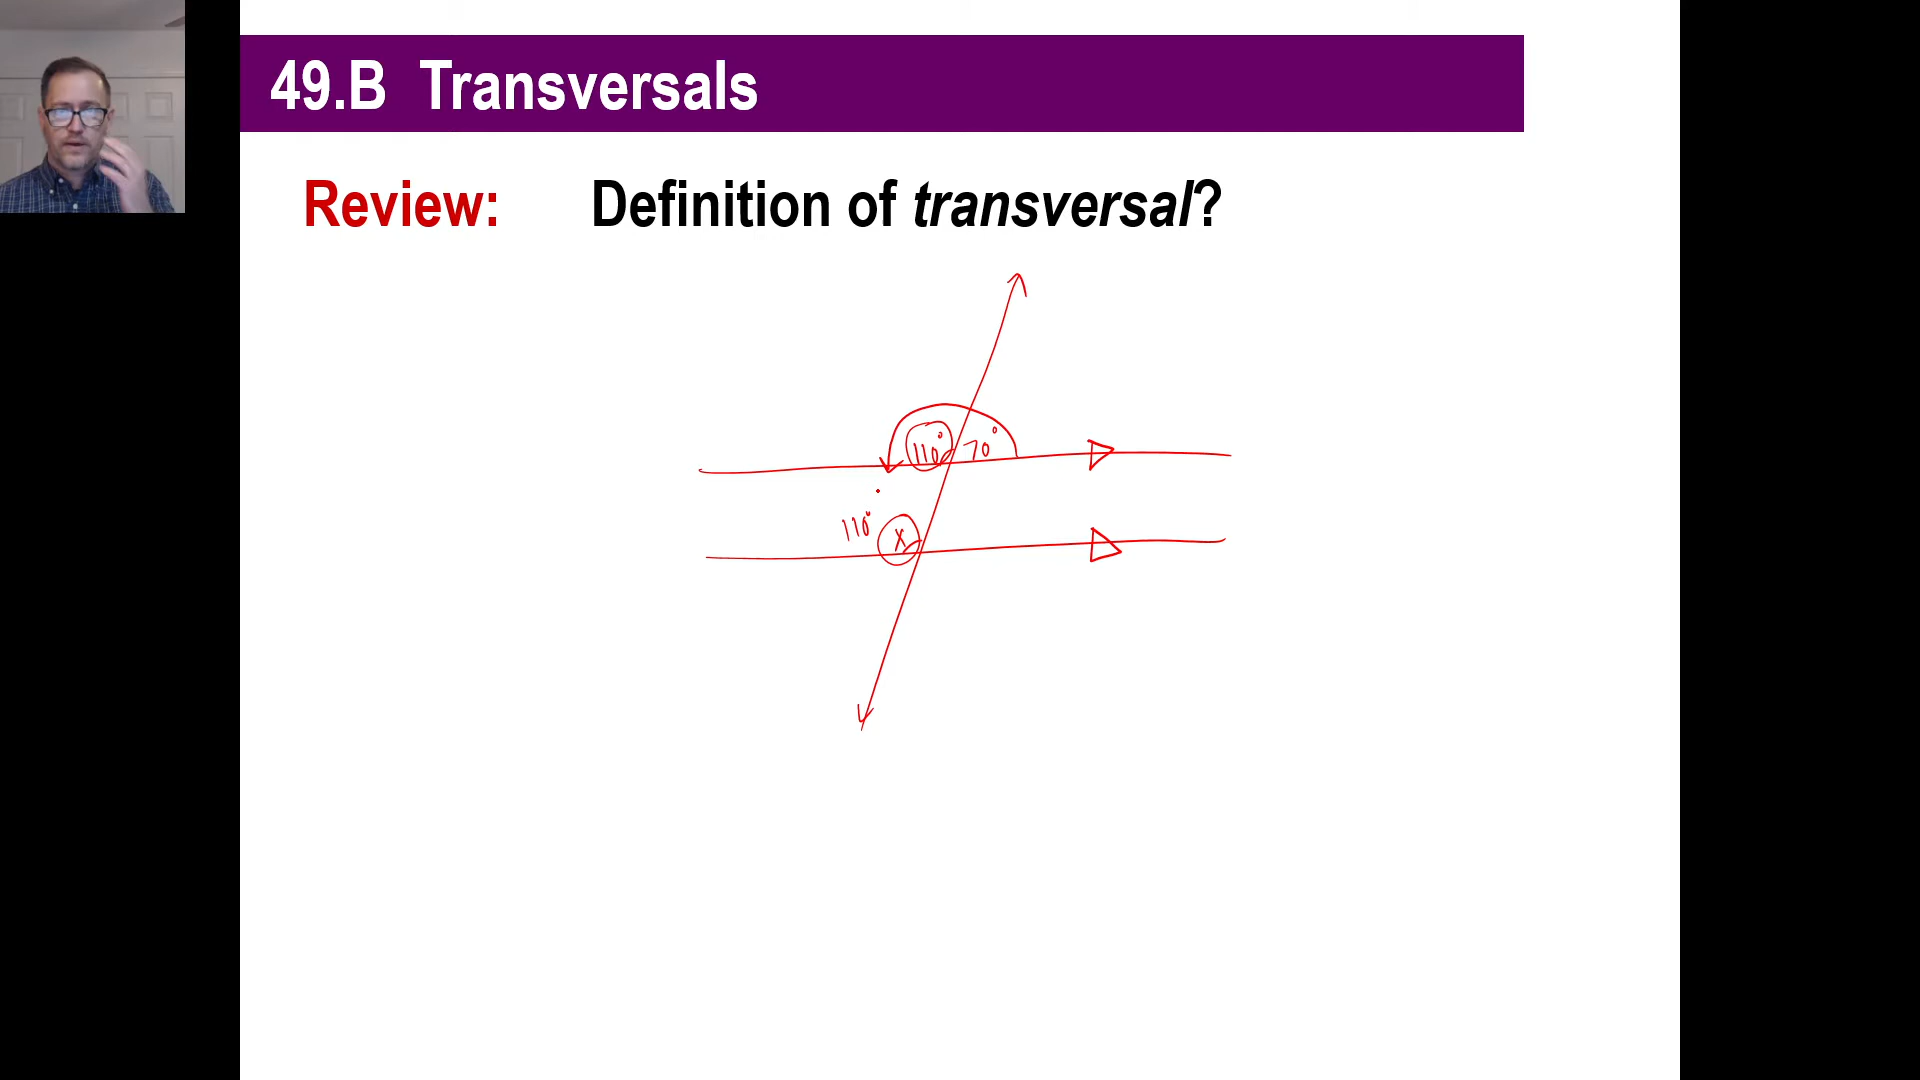 49.B Transversals
Review: Definition of transversal?
110° 70°
110° x